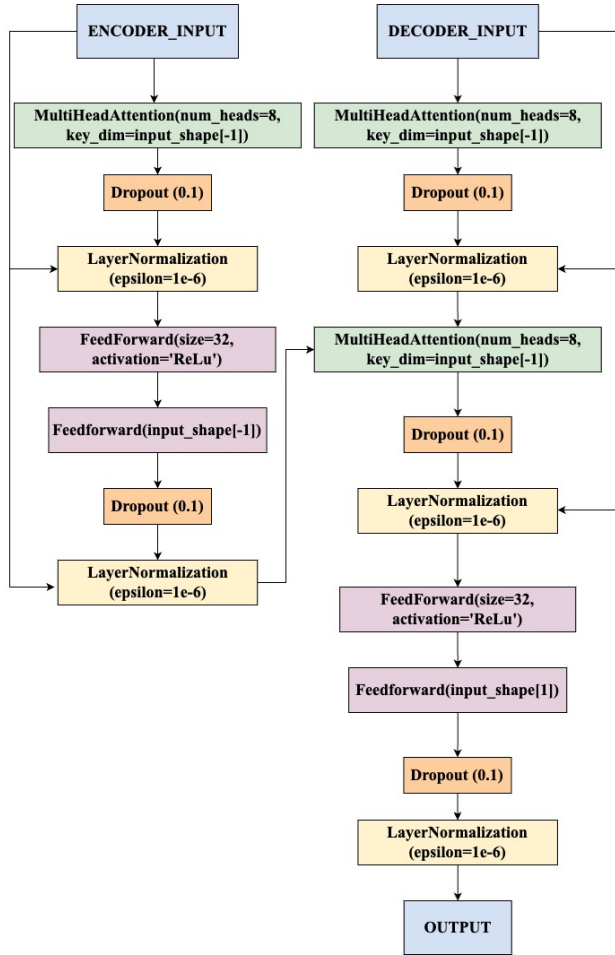 ENCODER_INPUT
MultiHeadAttention(num_heads=8,
key_dim=input_shape[-1])
Dropout (0.1)
LayerNormalization
(epsilon=1e-6)
FeedForward(size=32,
activation='ReLu')
Feedforward(input_shape[-1])
Dropout (0.1)
LayerNormalization
(epsilon=1e-6)
DECODER_INPUT
MultiHeadAttention(num_heads=8,
key_dim=input_shape[-1])
Dropout (0.1)
LayerNormalization
(epsilon=1e-6)
MultiHeadAttention(num_heads=8,
key_dim=input_shape[-1])
Dropout (0.1)
LayerNormalization
(epsilon=1e-6)
FeedForward(size=32,
activation='ReLu')
Feedforward(input_shape[1])
Dropout (0.1)
LayerNormalization
(epsilon=1e-6)
OUTPUT